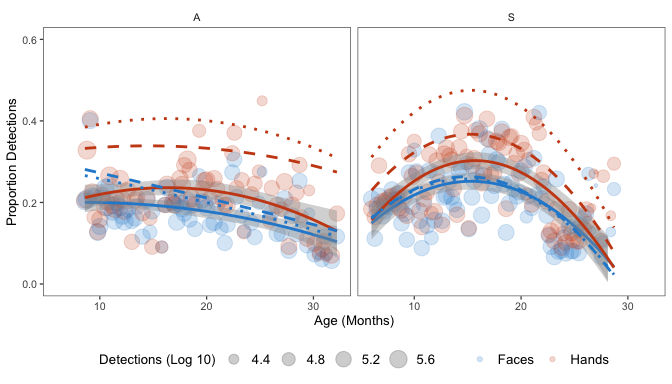 A S
0.6
0.4
0.2
0.0
Proportion Detections
10 20 30 10 20 30
Age (Months)
Detections (Log 10) 4.4 4.8 5.2 5.6 Faces Hands